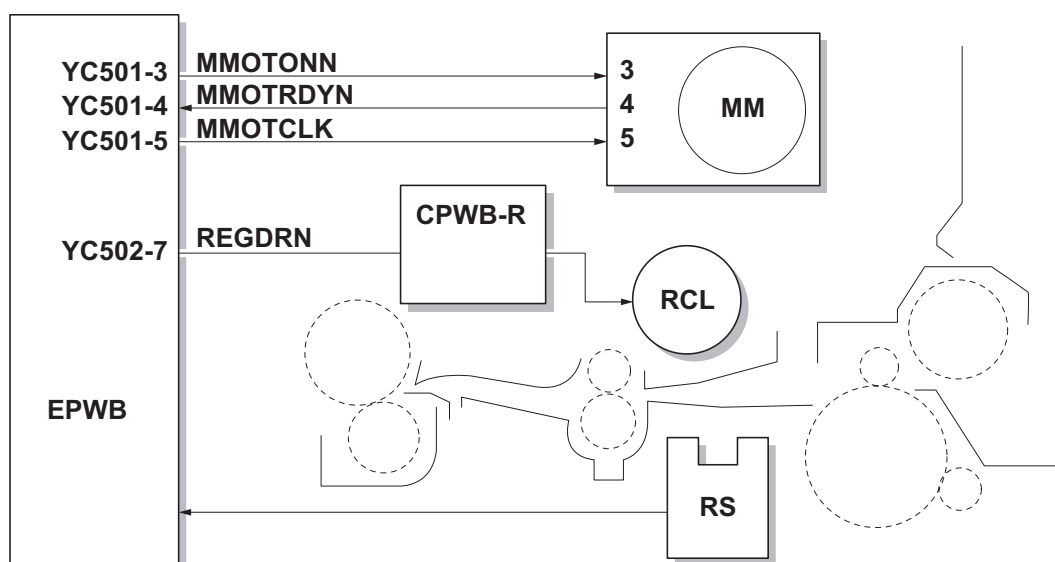 YC501-3 MMOTONN 3
YC501-4 MMOTRDYN 4 MM
YC501-5 MMOTCLK 5
CPWB-R
YC502-7 REGDRN
RCL
EPWB
RS